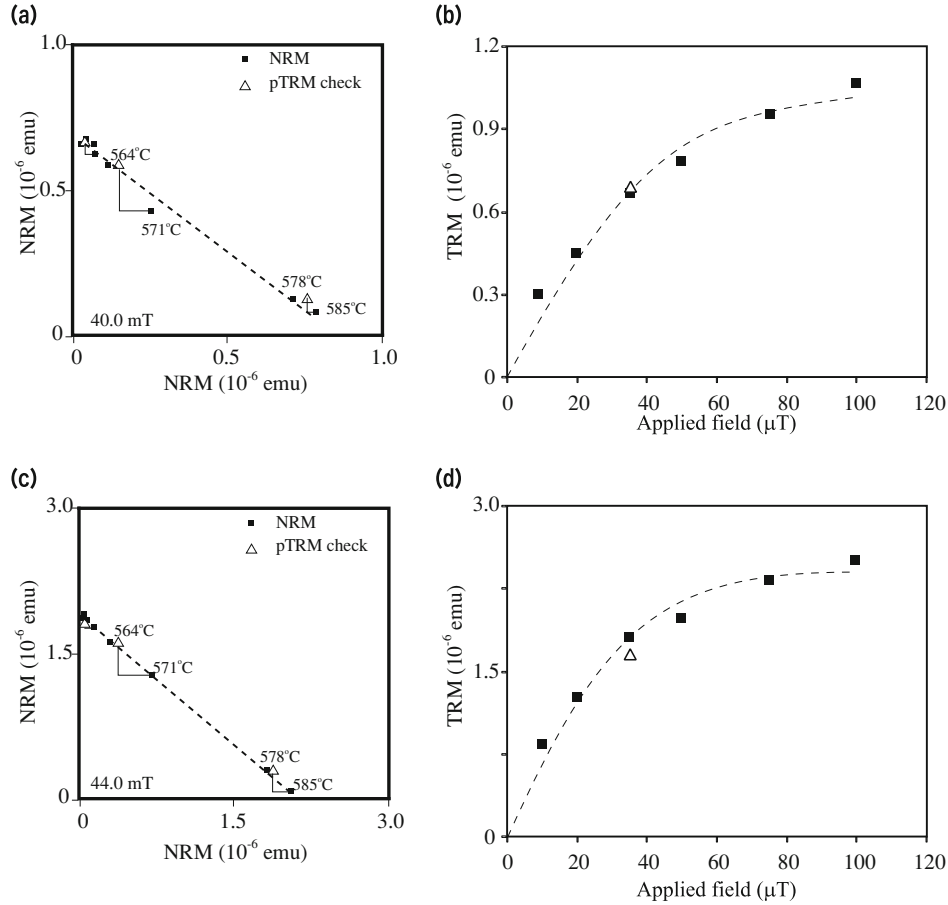 (a)
1.0
0.5
0
NRM (10⁻⁶ emu)
NRM
pTRM check
564°C
571°C
578°C
585°C
40.0 mT
0 0.5 1.0
NRM (10⁻⁶ emu)
(b)
1.2
0.9
0.6
0.3
0
TRM (10⁻⁶ emu)
0 20 40 60 80 100 120
Applied field (μT)
(c)
3.0
1.5
0
NRM (10⁻⁶ emu)
NRM
pTRM check
564°C
571°C
578°C
585°C
44.0 mT
0 1.5 3.0
NRM (10⁻⁶ emu)
(d)
3.0
1.5
0
TRM (10⁻⁶ emu)
0 20 40 60 80 100 120
Applied field (μT)